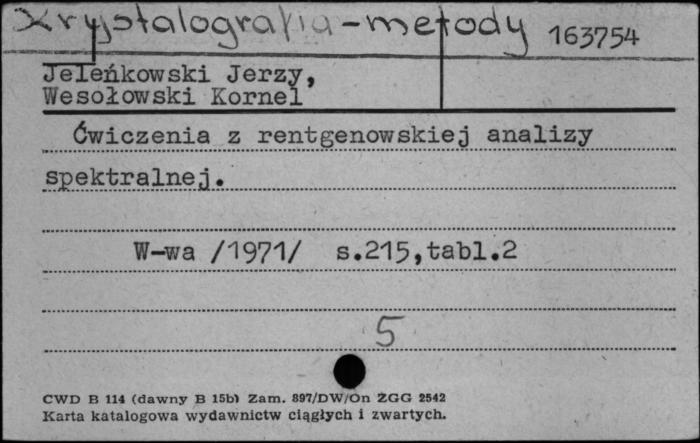 Krystalografia-metody 163754
Jeleńkowski Jerzy,
Wesołowski Kornel
Ćwiczenia z rentgenowskiej analizy
spektralnej.
W-wa /1971/ s.215,tabl.2
5
CWD B 114 (dawny B 15b) Zam. 897/DW/On ZGG 2542
Karta katalogowa wydawnictw ciągłych i zwartych.